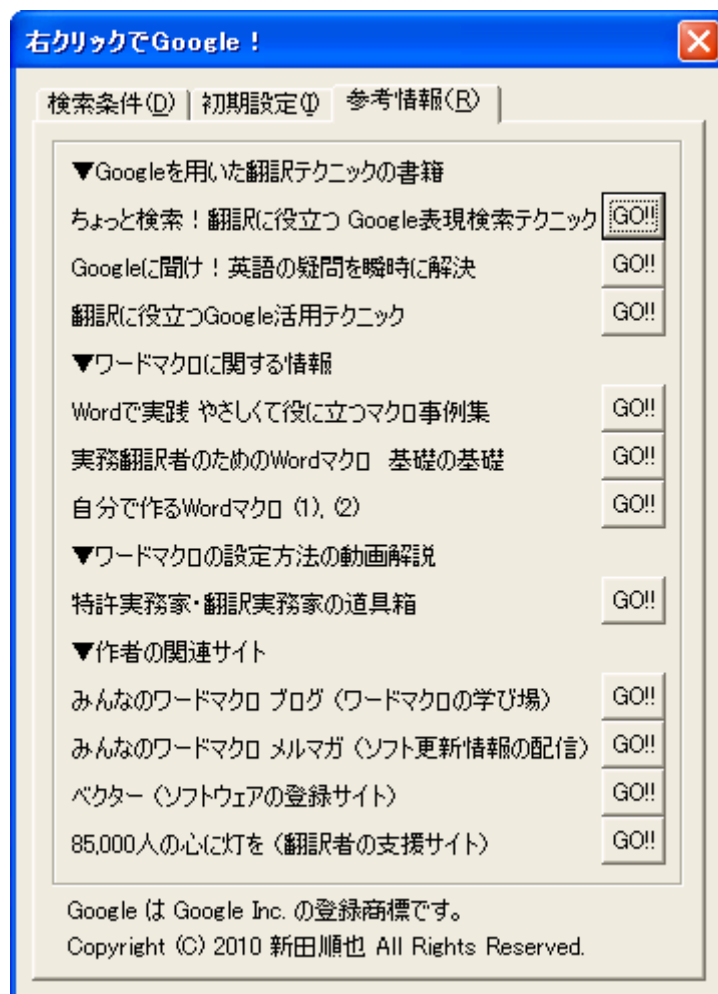 右クリックでGoogle！
検索条件(D) 初期設定(I) 参考情報(R)
▼Googleを用いた翻訳テクニックの書籍
ちょっと検索！翻訳に役立つ Google表現検索テクニック GO!!
Googleに聞け！英語の疑問を瞬時に解決 GO!!
翻訳に役立つGoogle活用テクニック GO!!
▼ワードマクロに関する情報
Wordで実践 やさしくて役に立つマクロ事例集 GO!!
実務翻訳者のためのWordマクロ　基礎の基礎 GO!!
自分で作るWordマクロ (1), (2) GO!!
▼ワードマクロの設定方法の動画解説
特許実務家・翻訳実務家の道具箱 GO!!
▼作者の関連サイト
みんなのワードマクロ ブログ（ワードマクロの学び場） GO!!
みんなのワードマクロ メルマガ（ソフト更新情報の配信） GO!!
ベクター（ソフトウェアの登録サイト） GO!!
85,000人の心に灯を（翻訳者の支援サイト） GO!!
Google は Google Inc. の登録商標です。
Copyright (C) 2010 新田順也 All Rights Reserved.